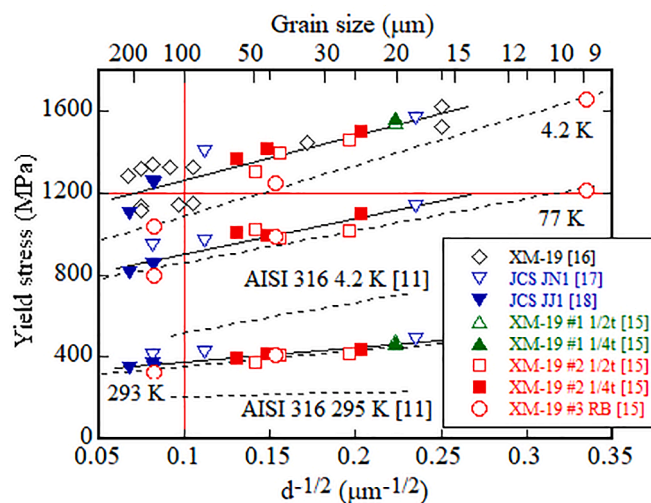 Grain size (μm)
200 100 50 30 20 15 12 10 9
1600
1200
800
400
0
Yield stress (MPa)
4.2 K
77 K
AISI 316 4.2 K [11]
293 K
AISI 316 295 K [11]
XM-19 [16]
JCS JN1 [17]
JCS JJ1 [18]
XM-19 #1 1/2t [15]
XM-19 #1 1/4t [15]
XM-19 #2 1/2t [15]
XM-19 #2 1/4t [15]
XM-19 #3 RB [15]
0.05 0.1 0.15 0.2 0.25 0.3 0.35
d-1/2 (μm-1/2)